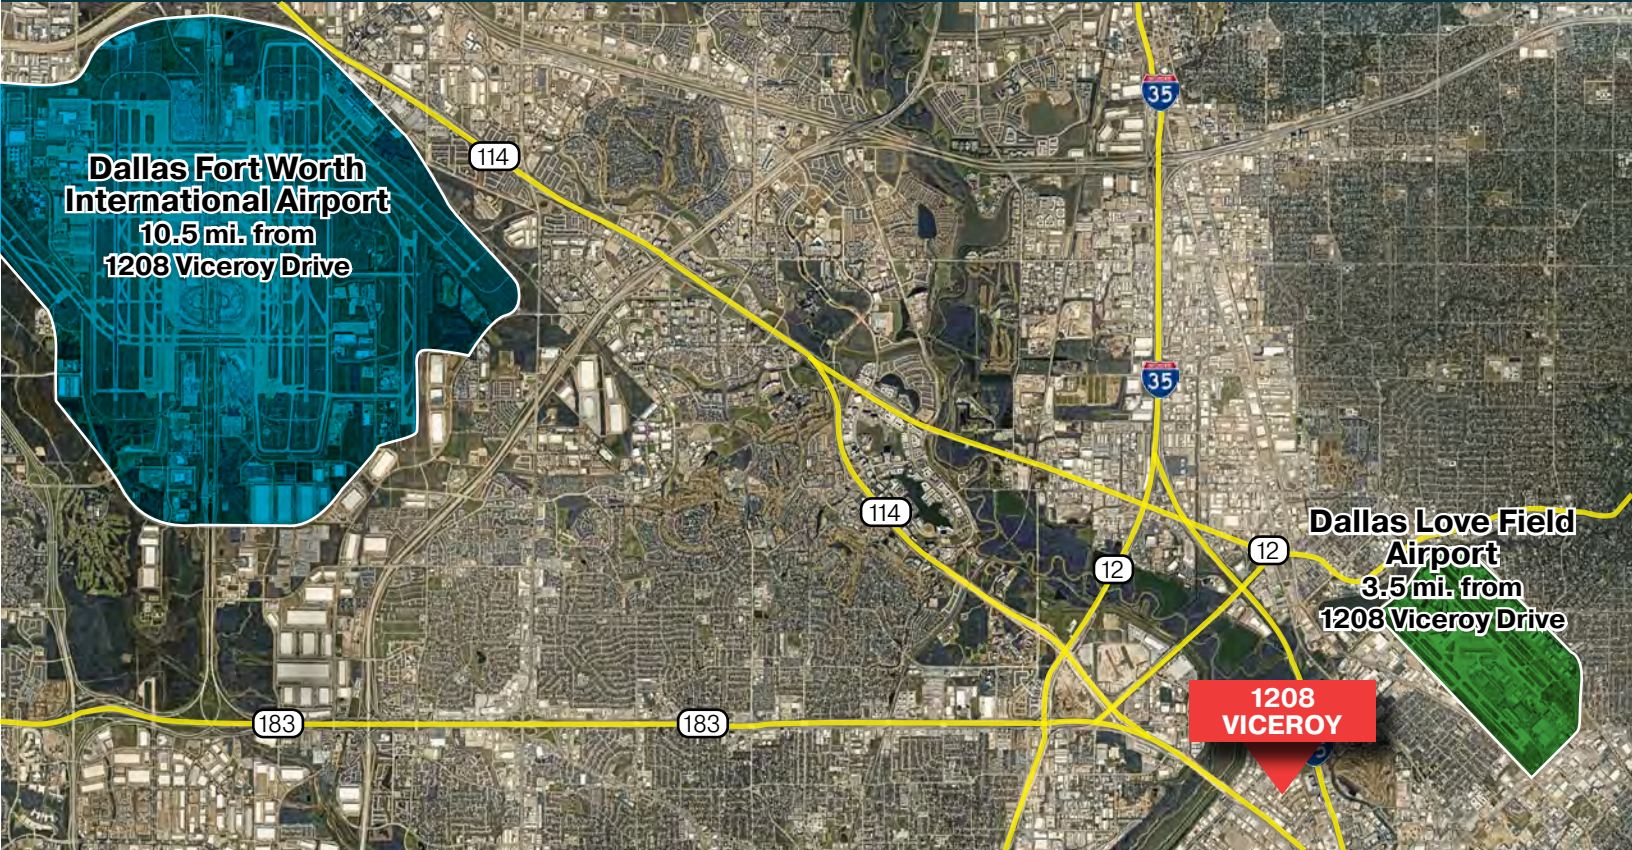 35
114
Dallas Fort Worth
International Airport
10.5 mi. from
1208 Viceroy Drive
35
114
Dallas Love Field
Airport
3.5 mi. from
1208 Viceroy Drive
12
12
1208
VICEROY
183
183